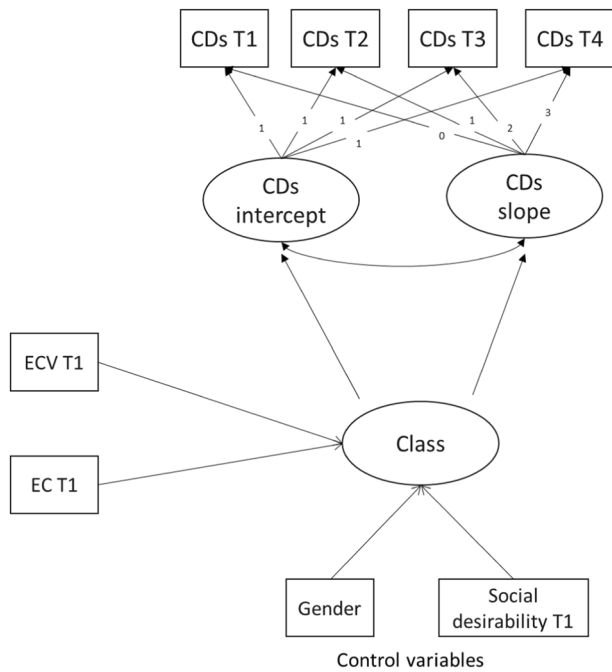 CDs T1
CDs T2
CDs T3
CDs T4
1
1
1
1
0
1
2
3
CDs
intercept
CDs
slope
ECV T1
Class
EC T1
Gender
Social
desirability T1
Control variables